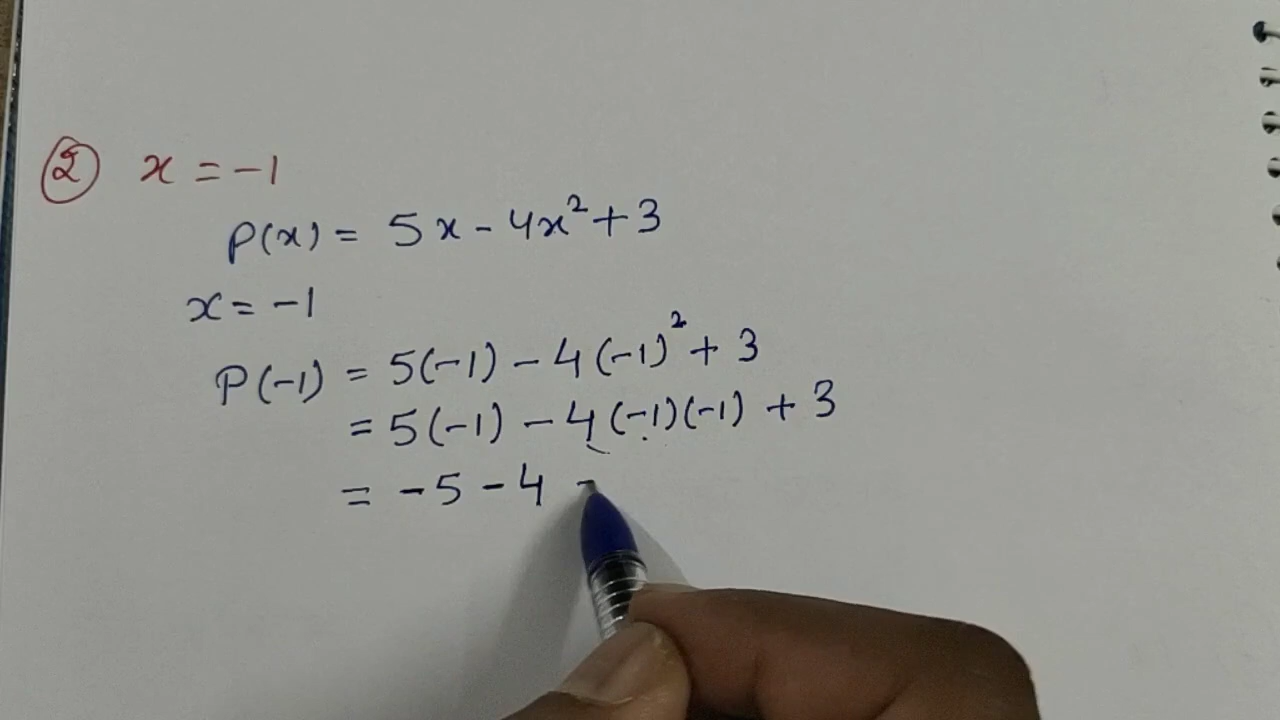 ② x = -1
P(x) = 5x - 4x² + 3
x = -1
P(-1) = 5(-1) - 4(-1)² + 3
= 5(-1) - 4(-1)(-1) + 3
= -5 - 4 -